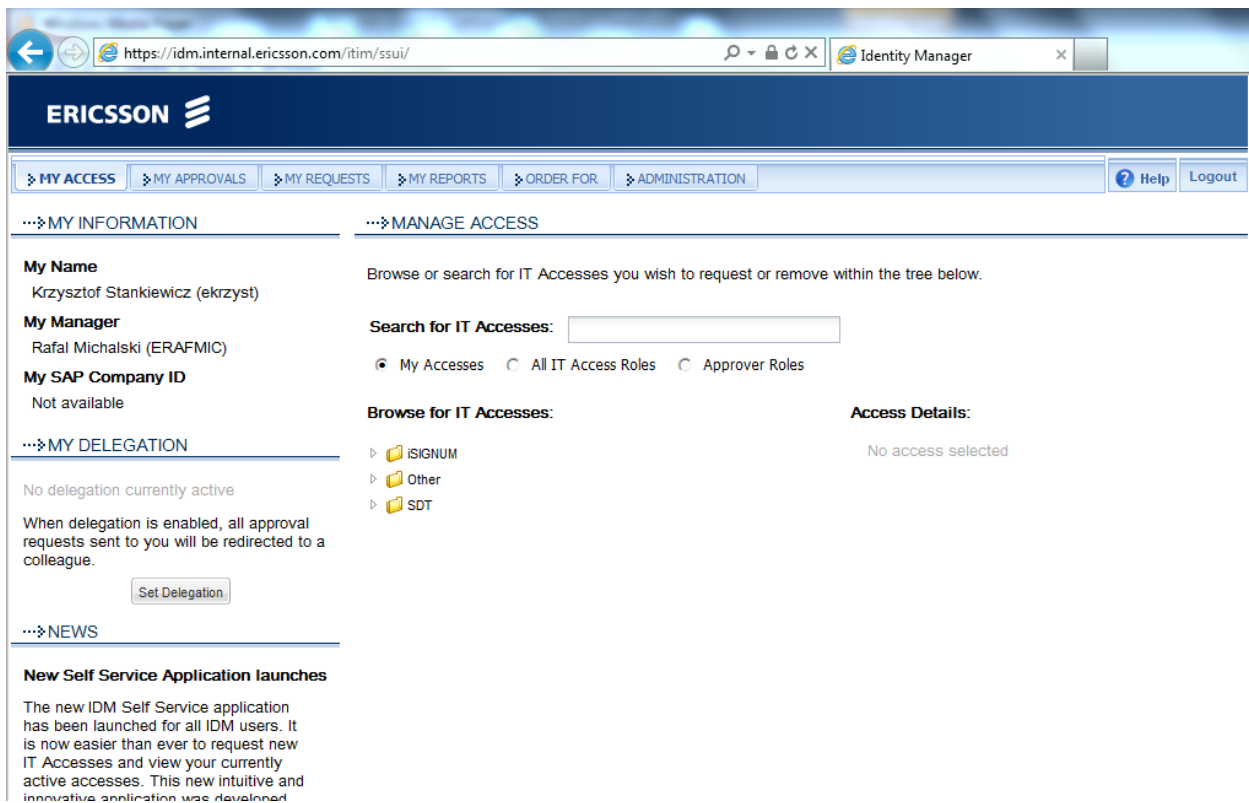 https://idm.internal.ericsson.com/itim/ssui/
Identity Manager
ERICSSON
MY ACCESS
MY APPROVALS
MY REQUESTS
MY REPORTS
ORDER FOR
ADMINISTRATION
Help
Logout
MY INFORMATION
My Name
Krzysztof Stankiewicz (ekrzyst)
My Manager
Rafal Michalski (ERAFMIC)
My SAP Company ID
Not available
MY DELEGATION
No delegation currently active
When delegation is enabled, all approval
requests sent to you will be redirected to a
colleague.
Set Delegation
NEWS
New Self Service Application launches
The new IDM Self Service application
has been launched for all IDM users. It
is now easier than ever to request new
IT Accesses and view your currently
active accesses. This new intuitive and
innovative application was developed
MANAGE ACCESS
Browse or search for IT Accesses you wish to request or remove within the tree below.
Search for IT Accesses:
My Accesses
All IT Access Roles
Approver Roles
Browse for IT Accesses:
iSIGNUM
Other
SDT
Access Details:
No access selected